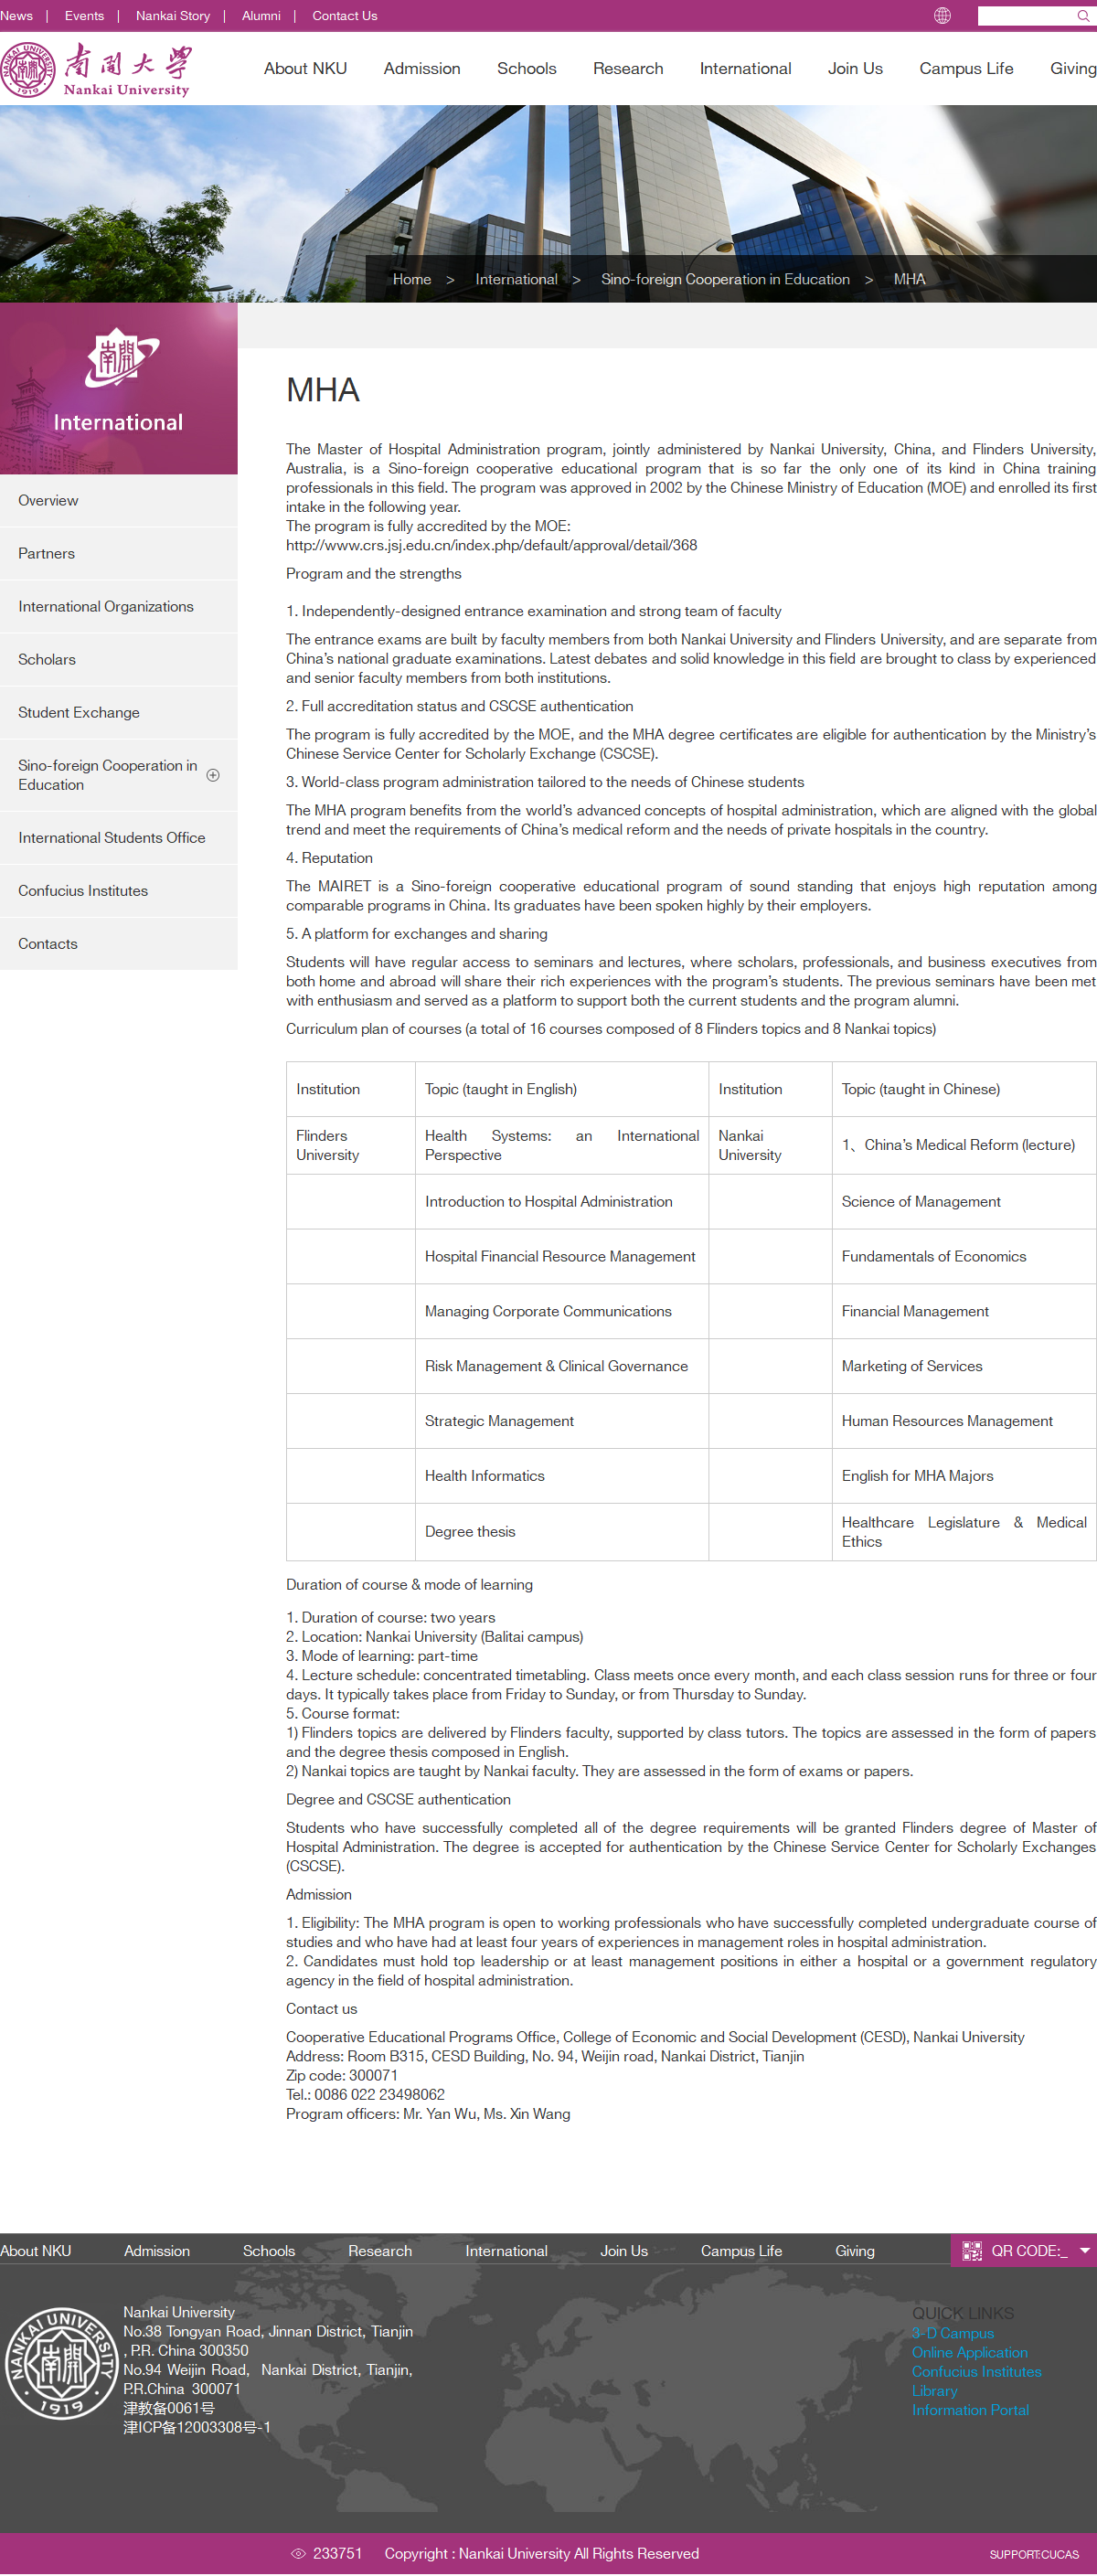 News | Events | Nankai Story | Alumni | Contact Us
NANKAI UNIVERSITY
1919
南開大學
Nankai University
About NKU Admission Schools Research International Join Us Campus Life Giving
Home > International > Sino-foreign Cooperation in Education > MHA
南開
International
Overview
Partners
International Organizations
Scholars
Student Exchange
Sino-foreign Cooperation in
Education
International Students Office
Confucius Institutes
Contacts
MHA
The Master of Hospital Administration program, jointly administered by Nankai University, China, and Flinders University,
Australia, is a Sino-foreign cooperative educational program that is so far the only one of its kind in China training
professionals in this field. The program was approved in 2002 by the Chinese Ministry of Education (MOE) and enrolled its first
intake in the following year.
The program is fully accredited by the MOE:
http://www.crs.jsj.edu.cn/index.php/default/approval/detail/368
Program and the strengths
1. Independently-designed entrance examination and strong team of faculty
The entrance exams are built by faculty members from both Nankai University and Flinders University, and are separate from
China’s national graduate examinations. Latest debates and solid knowledge in this field are brought to class by experienced
and senior faculty members from both institutions.
2. Full accreditation status and CSCSE authentication
The program is fully accredited by the MOE, and the MHA degree certificates are eligible for authentication by the Ministry’s
Chinese Service Center for Scholarly Exchange (CSCSE).
3. World-class program administration tailored to the needs of Chinese students
The MHA program benefits from the world’s advanced concepts of hospital administration, which are aligned with the global
trend and meet the requirements of China’s medical reform and the needs of private hospitals in the country.
4. Reputation
The MAIRET is a Sino-foreign cooperative educational program of sound standing that enjoys high reputation among
comparable programs in China. Its graduates have been spoken highly by their employers.
5. A platform for exchanges and sharing
Students will have regular access to seminars and lectures, where scholars, professionals, and business executives from
both home and abroad will share their rich experiences with the program’s students. The previous seminars have been met
with enthusiasm and served as a platform to support both the current students and the program alumni.
Curriculum plan of courses (a total of 16 courses composed of 8 Flinders topics and 8 Nankai topics)
Institution Topic (taught in English) Institution Topic (taught in Chinese)
Flinders University Health Systems: an International Perspective Nankai University 1、China’s Medical Reform (lecture)
Introduction to Hospital Administration Science of Management
Hospital Financial Resource Management Fundamentals of Economics
Managing Corporate Communications Financial Management
Risk Management & Clinical Governance Marketing of Services
Strategic Management Human Resources Management
Health Informatics English for MHA Majors
Degree thesis Healthcare Legislature & Medical Ethics
Duration of course & mode of learning
1. Duration of course: two years
2. Location: Nankai University (Balitai campus)
3. Mode of learning: part-time
4. Lecture schedule: concentrated timetabling. Class meets once every month, and each class session runs for three or four
days. It typically takes place from Friday to Sunday, or from Thursday to Sunday.
5. Course format:
1) Flinders topics are delivered by Flinders faculty, supported by class tutors. The topics are assessed in the form of papers
and the degree thesis composed in English.
2) Nankai topics are taught by Nankai faculty. They are assessed in the form of exams or papers.
Degree and CSCSE authentication
Students who have successfully completed all of the degree requirements will be granted Flinders degree of Master of
Hospital Administration. The degree is accepted for authentication by the Chinese Service Center for Scholarly Exchanges
(CSCSE).
Admission
1. Eligibility: The MHA program is open to working professionals who have successfully completed undergraduate course of
studies and who have had at least four years of experiences in management roles in hospital administration.
2. Candidates must hold top leadership or at least management positions in either a hospital or a government regulatory
agency in the field of hospital administration.
Contact us
Cooperative Educational Programs Office, College of Economic and Social Development (CESD), Nankai University
Address: Room B315, CESD Building, No. 94, Weijin road, Nankai District, Tianjin
Zip code: 300071
Tel.: 0086 022 23498062
Program officers: Mr. Yan Wu, Ms. Xin Wang
About NKU Admission Schools Research International Join Us Campus Life Giving QR CODE:_
NANKAI UNIVERSITY
南開
1919
Nankai University
No.38 Tongyan Road, Jinnan District, Tianjin
, P.R. China 300350
No.94 Weijin Road, Nankai District, Tianjin,
P.R.China 300071
津教备0061号
津ICP备12003308号-1
QUICK LINKS
3-D Campus
Online Application
Confucius Institutes
Library
Information Portal
233751 Copyright : Nankai University All Rights Reserved SUPPORT:CUCAS